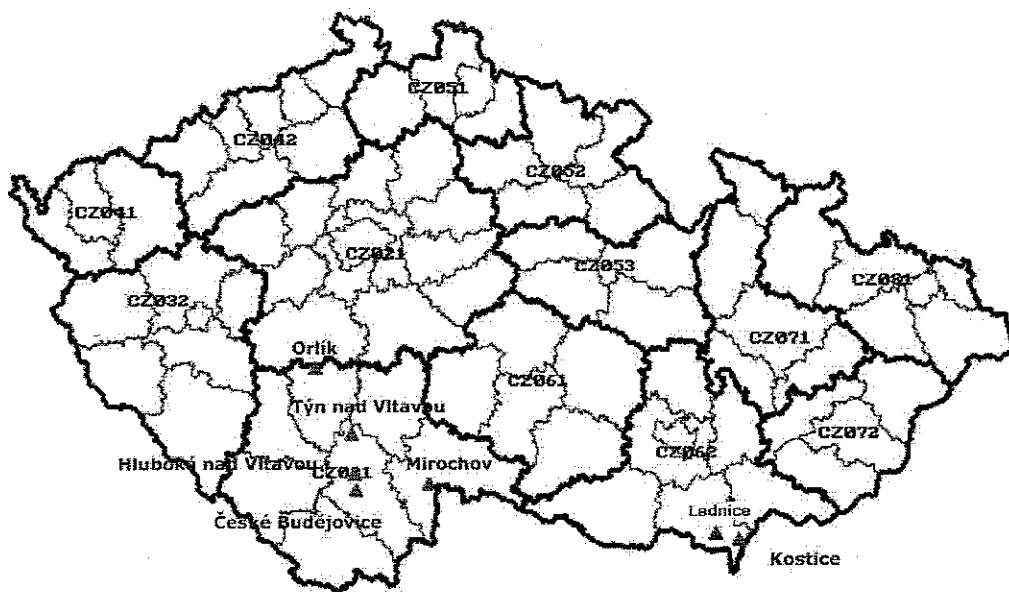 CZ051
CZ042
CZ052
CZ041
CZ021
CZ053
CZ081
CZ032
CZ071
Orlík
CZ061
Týn nad Vltavou
CZ072
CZ062
Hluboká nad Vltavou
CZ031
Mirochov
Lednice
České Budějovice
Kostice